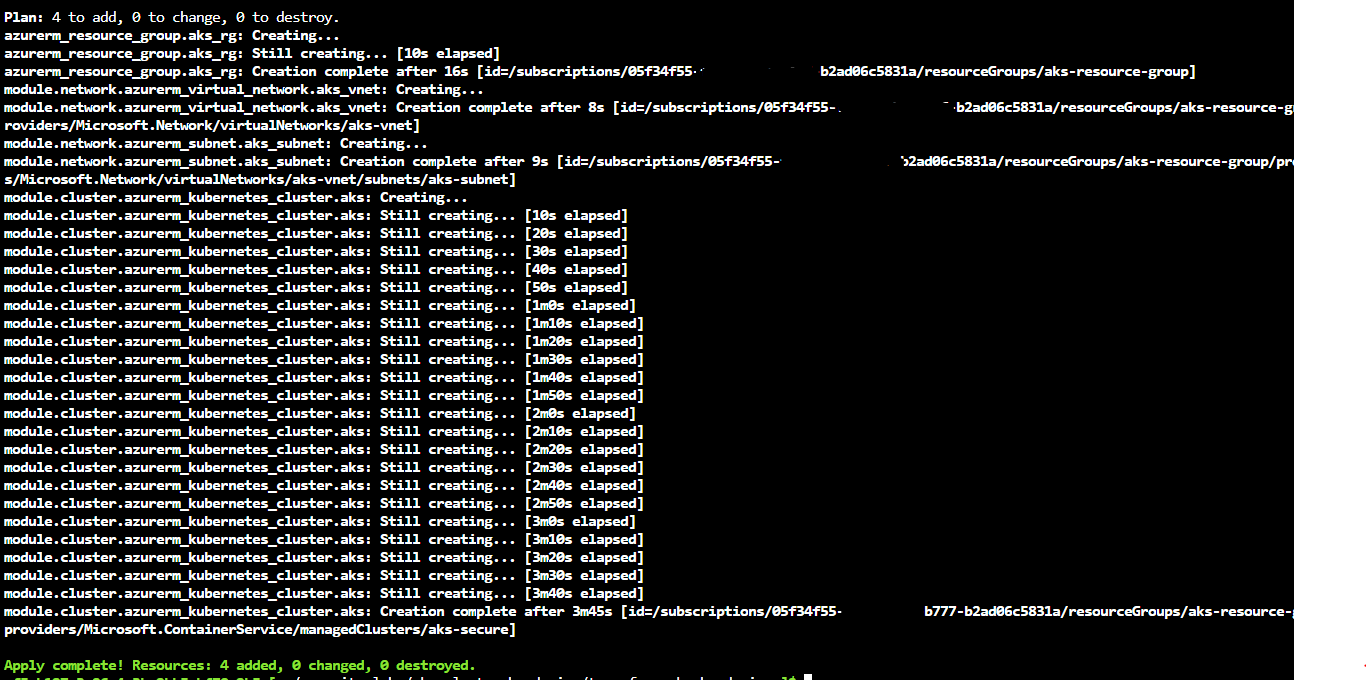 Plan: 4 to add, 0 to change, 0 to destroy.
azurerm_resource_group.aks_rg: Creating...
azurerm_resource_group.aks_rg: Still creating... [10s elapsed]
azurerm_resource_group.aks_rg: Creation complete after 16s [id=/subscriptions/05f34f55- b2ad06c5831a/resourceGroups/aks-resource-group]
module.network.azurerm_virtual_network.aks_vnet: Creating...
module.network.azurerm_virtual_network.aks_vnet: Creation complete after 8s [id=/subscriptions/05f34f55- -b2ad06c5831a/resourceGroups/aks-resource-g
roviders/Microsoft.Network/virtualNetworks/aks-vnet]
module.network.azurerm_subnet.aks_subnet: Creating...
module.network.azurerm_subnet.aks_subnet: Creation complete after 9s [id=/subscriptions/05f34f55- b2ad06c5831a/resourceGroups/aks-resource-group/pro
s/Microsoft.Network/virtualNetworks/aks-vnet/subnets/aks-subnet]
module.cluster.azurerm_kubernetes_cluster.aks: Creating...
module.cluster.azurerm_kubernetes_cluster.aks: Still creating... [10s elapsed]
module.cluster.azurerm_kubernetes_cluster.aks: Still creating... [20s elapsed]
module.cluster.azurerm_kubernetes_cluster.aks: Still creating... [30s elapsed]
module.cluster.azurerm_kubernetes_cluster.aks: Still creating... [40s elapsed]
module.cluster.azurerm_kubernetes_cluster.aks: Still creating... [50s elapsed]
module.cluster.azurerm_kubernetes_cluster.aks: Still creating... [1m0s elapsed]
module.cluster.azurerm_kubernetes_cluster.aks: Still creating... [1m10s elapsed]
module.cluster.azurerm_kubernetes_cluster.aks: Still creating... [1m20s elapsed]
module.cluster.azurerm_kubernetes_cluster.aks: Still creating... [1m30s elapsed]
module.cluster.azurerm_kubernetes_cluster.aks: Still creating... [1m40s elapsed]
module.cluster.azurerm_kubernetes_cluster.aks: Still creating... [1m50s elapsed]
module.cluster.azurerm_kubernetes_cluster.aks: Still creating... [2m0s elapsed]
module.cluster.azurerm_kubernetes_cluster.aks: Still creating... [2m10s elapsed]
module.cluster.azurerm_kubernetes_cluster.aks: Still creating... [2m20s elapsed]
module.cluster.azurerm_kubernetes_cluster.aks: Still creating... [2m30s elapsed]
module.cluster.azurerm_kubernetes_cluster.aks: Still creating... [2m40s elapsed]
module.cluster.azurerm_kubernetes_cluster.aks: Still creating... [2m50s elapsed]
module.cluster.azurerm_kubernetes_cluster.aks: Still creating... [3m0s elapsed]
module.cluster.azurerm_kubernetes_cluster.aks: Still creating... [3m10s elapsed]
module.cluster.azurerm_kubernetes_cluster.aks: Still creating... [3m20s elapsed]
module.cluster.azurerm_kubernetes_cluster.aks: Still creating... [3m30s elapsed]
module.cluster.azurerm_kubernetes_cluster.aks: Still creating... [3m40s elapsed]
module.cluster.azurerm_kubernetes_cluster.aks: Creation complete after 3m45s [id=/subscriptions/05f34f55- b777-b2ad06c5831a/resourceGroups/aks-resource-
providers/Microsoft.ContainerService/managedClusters/aks-secure]
Apply complete! Resources: 4 added, 0 changed, 0 destroyed.